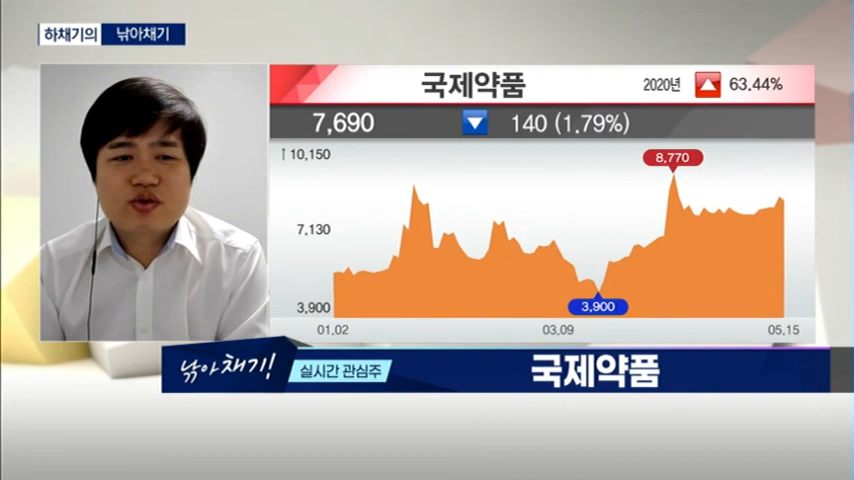 하채기의 낚아채기
국제약품 2020년 63.44%
7,690 140 (1.79%)
↑10,150
8,770
7,130
3,900
3,900
01.02 03.09 05.15
낚아채기!
실시간 관심주
국제약품